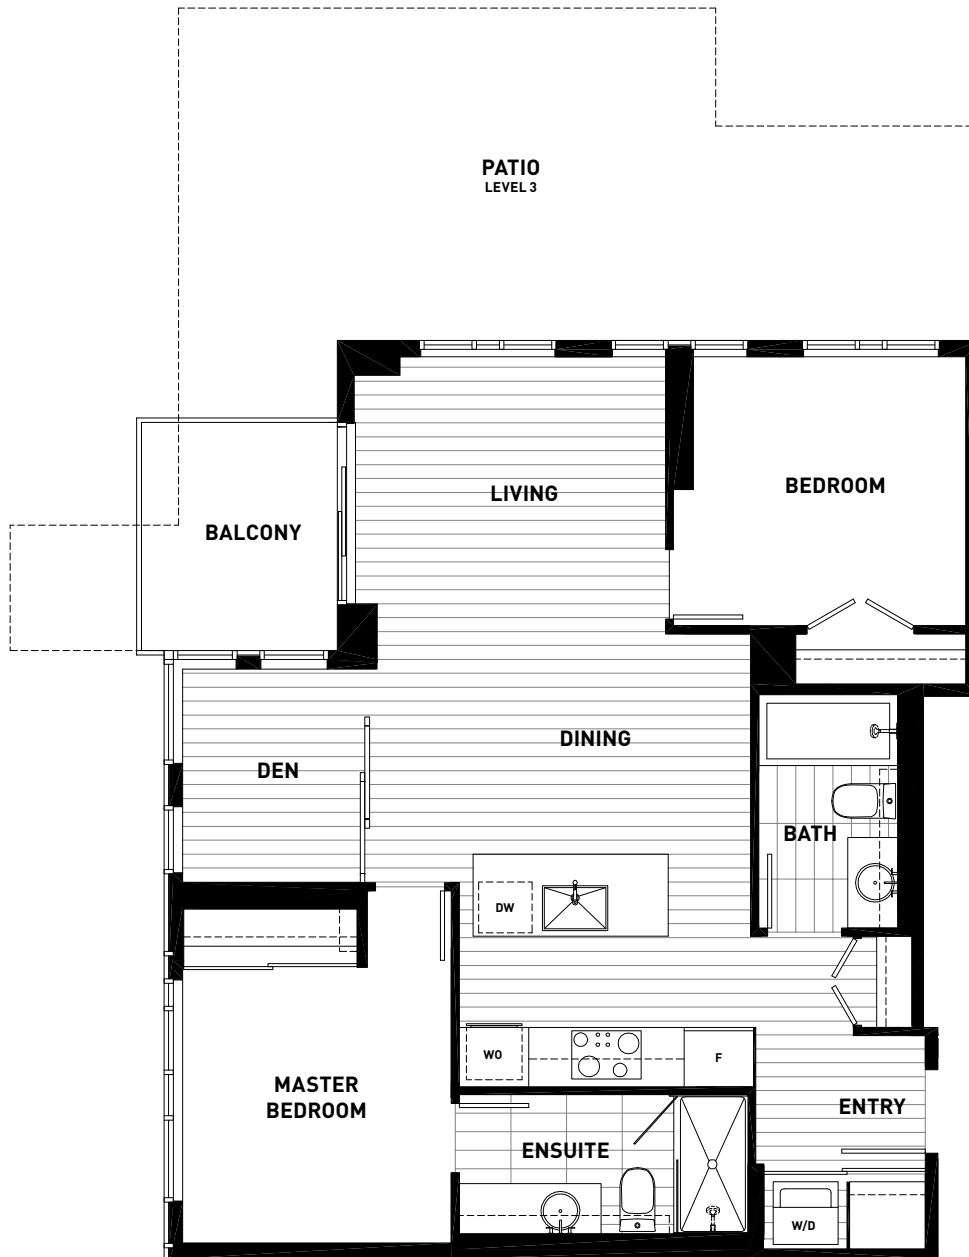 PATIO
LEVEL 3
BEDROOM
LIVING
BALCONY
DINING
DEN
BATH
DW
WO
F
MASTER
BEDROOM
ENTRY
ENSUITE
W/D